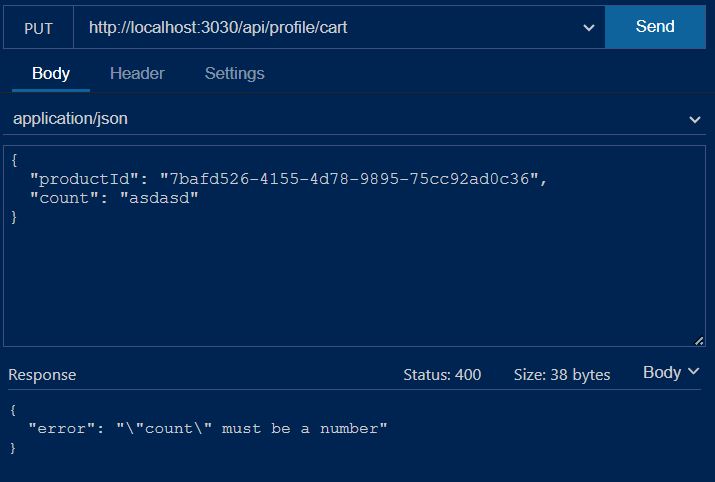 PUT http://localhost:3030/api/profile/cart Send
Body Header Settings
application/json
{
"productId": "7bafd526-4155-4d78-9895-75cc92ad0c36",
"count": "asdasd"
}
Response Status: 400 Size: 38 bytes Body
{
"error": "\"count\" must be a number"
}